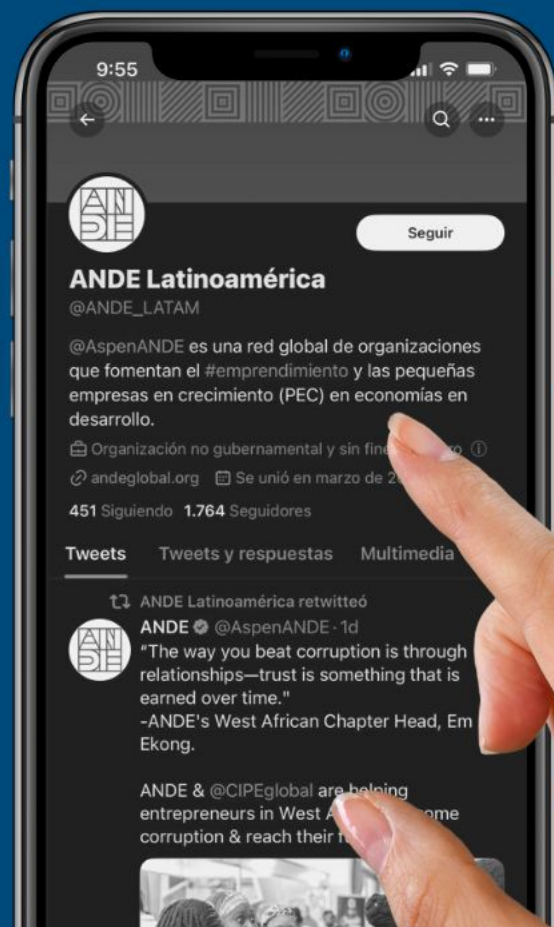 9:55
ANDE
Seguir
ANDE Latinoamérica
@ANDE_LATAM
@AspenANDE es una red global de organizaciones
que fomentan el #emprendimiento y las pequeñas
empresas en crecimiento (PEC) en economías en
desarrollo.
Organización no gubernamental y sin
andeglobal.org Se unió en marzo de
451 Siguiendo 1.764 Seguidores
Tweets Tweets y respuestas Multimedia
ANDE Latinoamérica retwitteó
ANDE @AspenANDE · 1d
ANDE
"The way you beat corruption is through
relationships—trust is something that is
earned over time."
-ANDE's West African Chapter Head, Em
Ekong.
ANDE & @CIPEglobal are helping
entrepreneurs in West
corruption & reach their